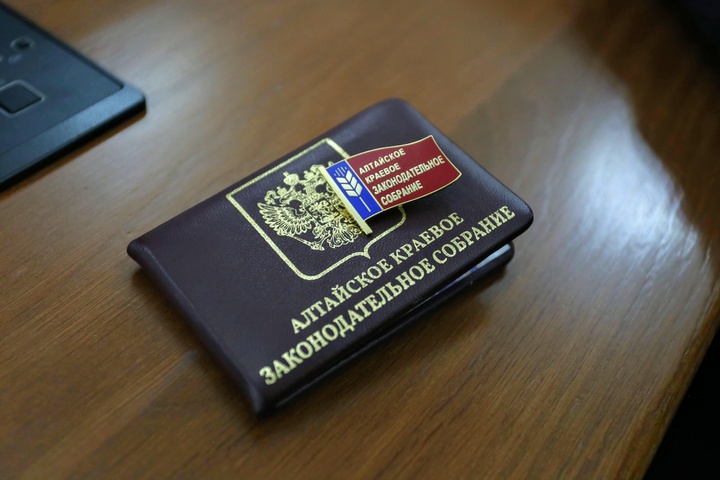 АЛТАЙСКОЕ
КРАЕВОЕ
ЗАКОНОДАТЕЛЬНОЕ
СОБРАНИЕ
АЛТАЙСКОЕ КРАЕВОЕ
ЗАКОНОДАТЕЛЬНОЕ СОБРАНИЕ